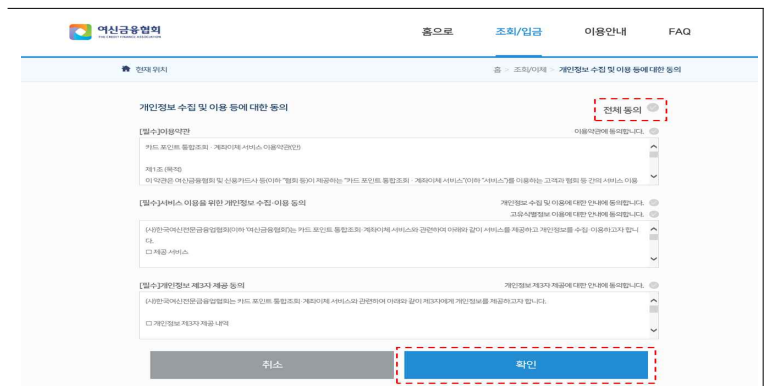 여신금융협회
THE CREDIT FINANCE ASSOCIATION
홈으로 조회/입금 이용안내 FAQ
현재 위치 홈 > 조회/이체 > 개인정보 수집 및 이용 등에 대한 동의
개인정보 수집 및 이용 등에 대한 동의 전체 동의
[필수]이용약관 이용약관에 동의합니다.
카드 포인트 통합조회 · 계좌이체 서비스 이용약관(안)
제1조 (목적)
이 약관은 여신금융협회 및 신용카드사 등(이하 "협회 등)이 제공하는 "카드 포인트 통합조회 · 계좌이체 서비스"(이하 "서비스")를 이용하는 고객과 협회 등 간의 서비스 이용
[필수]서비스 이용을 위한 개인정보 수집·이용 동의 개인정보 수집 및 이용에 대한 안내에 동의합니다.
고유식별정보 이용에 대한 안내에 동의합니다.
(사)한국여신전문금융업협회(이하 '여신금융협회')는 카드 포인트 통합조회·계좌이체 서비스와 관련하여 아래와 같이 서비스를 제공하고 개인정보를 수집·이용하고자 합니
다.
□ 제공 서비스
[필수]개인정보 제3자 제공 동의 개인정보 제3자 제공에 대한 안내에 동의합니다.
(사)한국여신전문금융업협회는 카드 포인트 통합조회·계좌이체 서비스와 관련하여 아래와 같이 제3자에게 개인정보를 제공하고자 합니다.
□ 개인정보 제3자 제공 내역
취소 확인